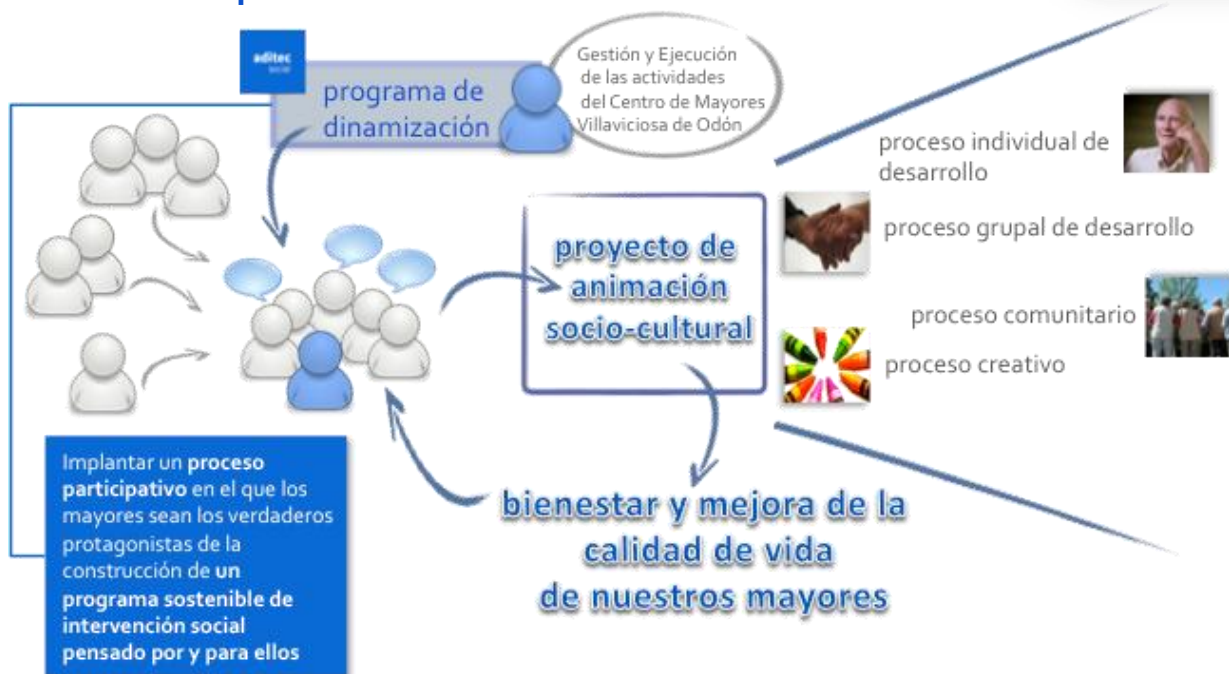 aditec
programa de
dinamización
Gestión y Ejecución
de las actividades
del Centro de Mayores
Villaviciosa de Odón
proceso individual de
desarrollo
proceso grupal de desarrollo
proceso comunitario
proceso creativo
proyecto de
animación
socio-cultural
bienestar y mejora de la
calidad de vida
de nuestros mayores
Implantar un proceso
participativo en el que los
mayores sean los verdaderos
protagonistas de la
construcción de un
programa sostenible de
intervención social
pensado por y para ellos